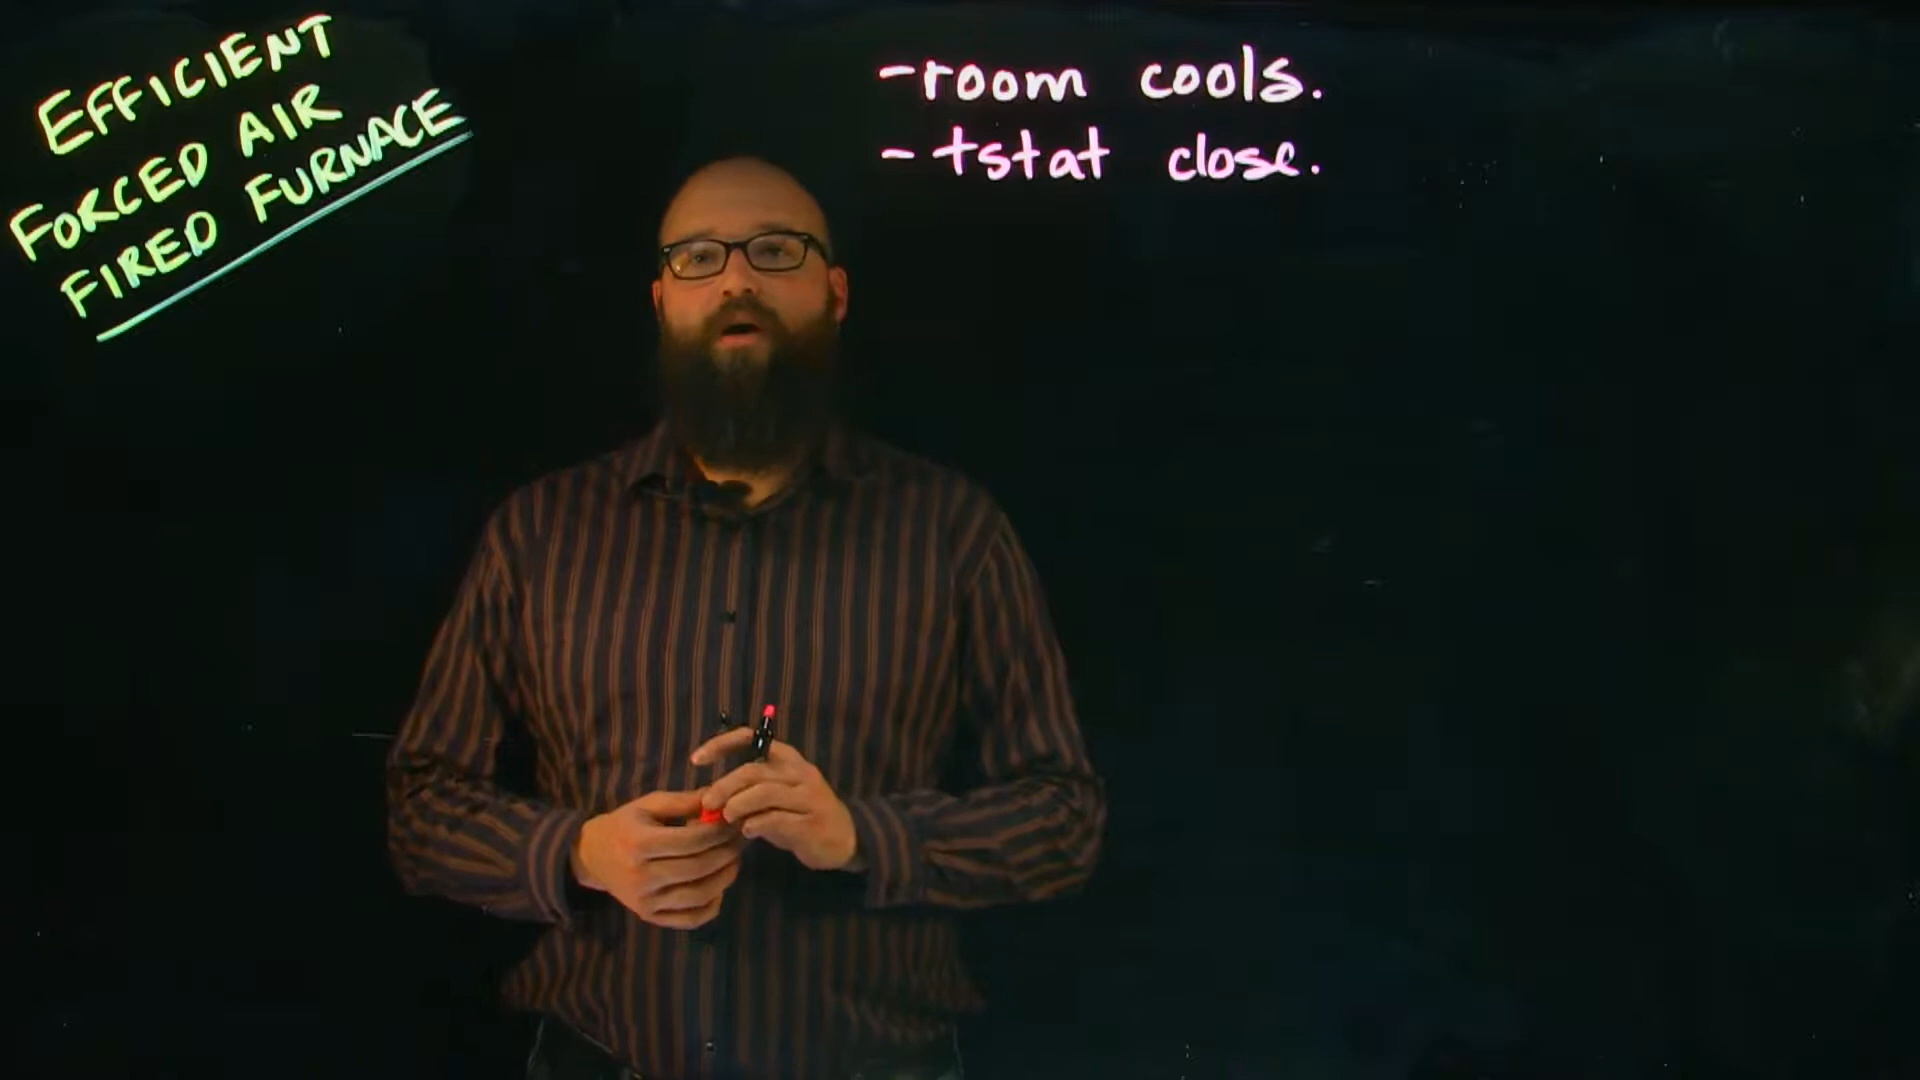 EFFICIENT
FORCED AIR
FIRED FURNACE
-room cools.
-tstat close.